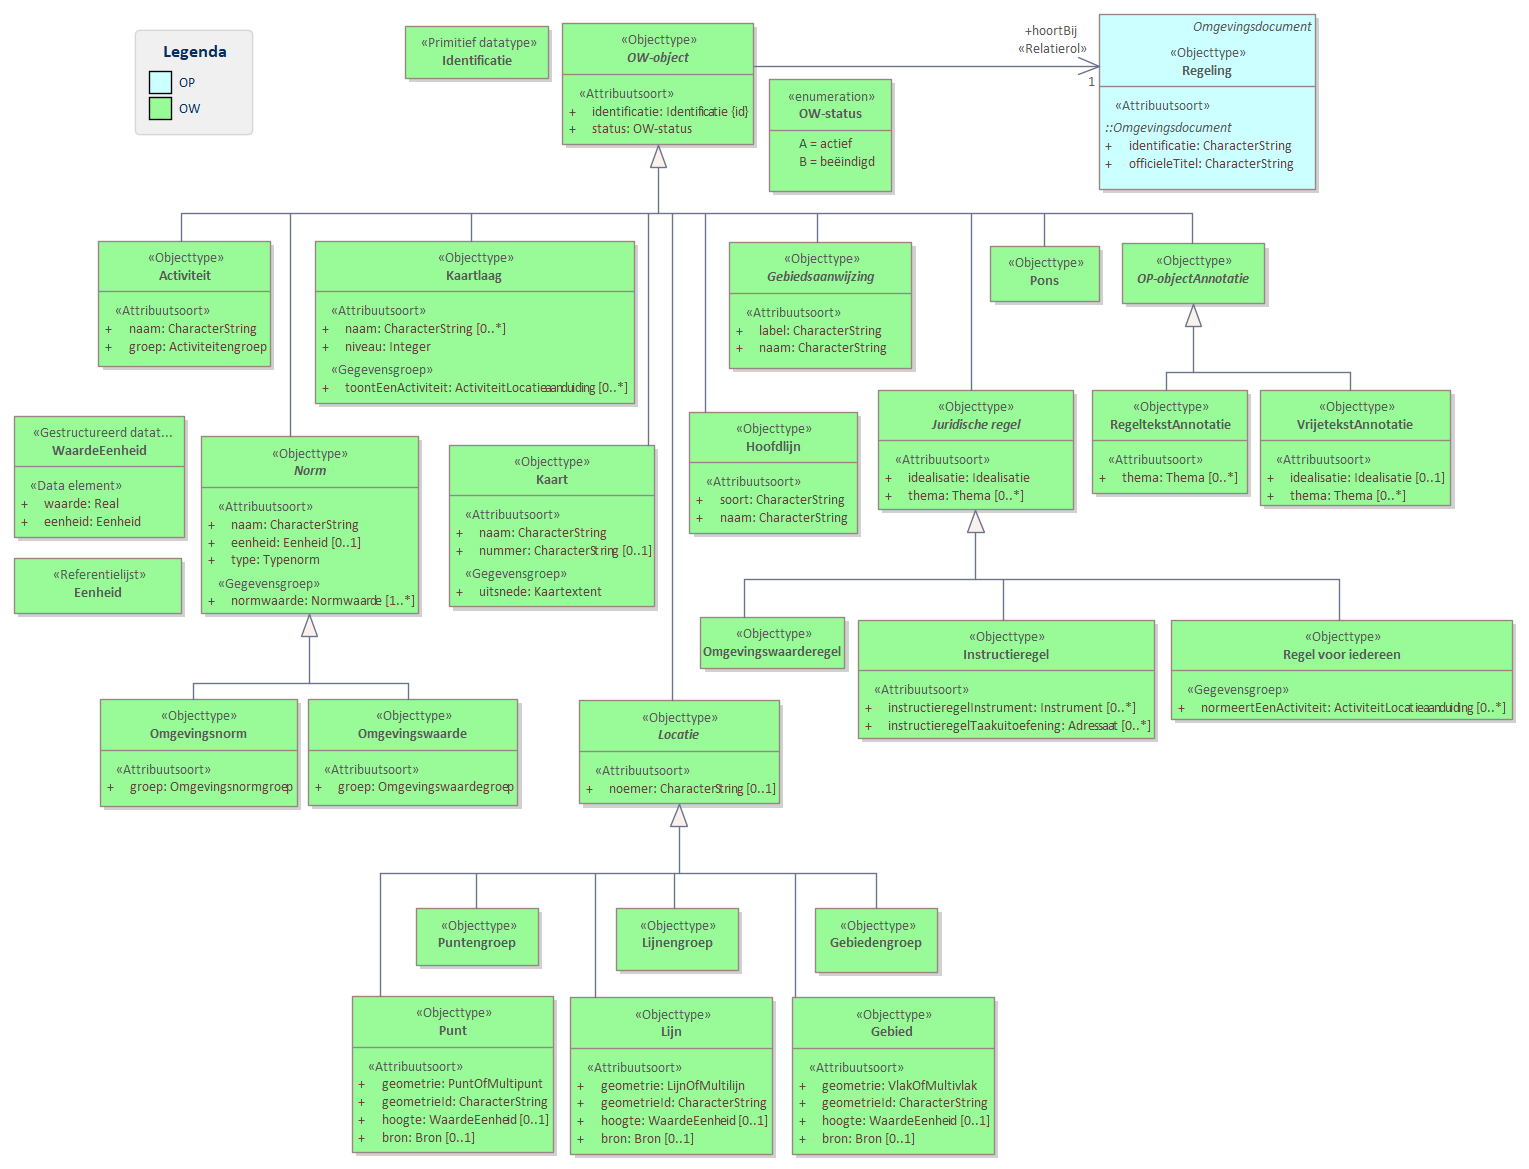 Legenda
OP
OW
«Primitief datatype»
Identificatie
«Objecttype»
OW-object
«Attribuutsoort»
+ identificatie: Identificatie {id}
+ status: OW-status
+hoortBij
«Relatierol»
1
Omgevingsdocument
«Objecttype»
Regeling
«Attribuutsoort»
::Omgevingsdocument
+ identificatie: CharacterString
+ officieleTitel: CharacterString
«enumeration»
OW-status
A = actief
B = beëindigd
«Objecttype»
Activiteit
«Attribuutsoort»
+ naam: CharacterString
+ groep: Activiteitengroep
«Objecttype»
Kaartlaag
«Attribuutsoort»
+ naam: CharacterString [0..*]
+ niveau: Integer
«Gegevensgroep»
+ toontEenActiviteit: ActiviteitLocatieaanduiding [0..*]
«Objecttype»
Gebiedsaanwijzing
«Attribuutsoort»
+ label: CharacterString
+ naam: CharacterString
«Objecttype»
Pons
«Objecttype»
OP-objectAnnotatie
«Gestructureerd datat...
WaardeEenheid
«Data element»
+ waarde: Real
+ eenheid: Eenheid
«Referentielijst»
Eenheid
«Objecttype»
Norm
«Attribuutsoort»
+ naam: CharacterString
+ eenheid: Eenheid [0..1]
+ type: Typenorm
«Gegevensgroep»
+ normwaarde: Normwaarde [1..*]
«Objecttype»
Kaart
«Attribuutsoort»
+ naam: CharacterString
+ nummer: CharacterString [0..1]
«Gegevensgroep»
+ uitsnede: Kaartextent
«Objecttype»
Hoofdlijn
«Attribuutsoort»
+ soort: CharacterString
+ naam: CharacterString
«Objecttype»
Juridische regel
«Attribuutsoort»
+ idealisatie: Idealisatie
+ thema: Thema [0..*]
«Objecttype»
RegeltekstAnnotatie
«Attribuutsoort»
+ thema: Thema [0..*]
«Objecttype»
VrijetekstAnnotatie
«Attribuutsoort»
+ idealisatie: Idealisatie [0..1]
+ thema: Thema [0..*]
«Objecttype»
Omgevingswaarderegel
«Objecttype»
Instructieregel
«Attribuutsoort»
+ instructieregelInstrument: Instrument [0..*]
+ instructieregelTaakuitoefening: Adressaat [0..*]
«Objecttype»
Regel voor iedereen
«Gegevensgroep»
+ normeertEenActiviteit: ActiviteitLocatieaanduiding [0..*]
«Objecttype»
Omgevingsnorm
«Attribuutsoort»
+ groep: Omgevingsnormgroep
«Objecttype»
Omgevingswaarde
«Attribuutsoort»
+ groep: Omgevingswaardegroep
«Objecttype»
Locatie
«Attribuutsoort»
+ noemer: CharacterString [0..1]
«Objecttype»
Puntengroep
«Objecttype»
Lijnengroep
«Objecttype»
Gebiedengroep
«Objecttype»
Punt
«Attribuutsoort»
+ geometrie: PuntOfMultipunt
+ geometrieId: CharacterString
+ hoogte: WaardeEenheid [0..1]
+ bron: Bron [0..1]
«Objecttype»
Lijn
«Attribuutsoort»
+ geometrie: LijnOfMultilijn
+ geometrieId: CharacterString
+ hoogte: WaardeEenheid [0..1]
+ bron: Bron [0..1]
«Objecttype»
Gebied
«Attribuutsoort»
+ geometrie: VlakOfMultivlak
+ geometrieId: CharacterString
+ hoogte: WaardeEenheid [0..1]
+ bron: Bron [0..1]